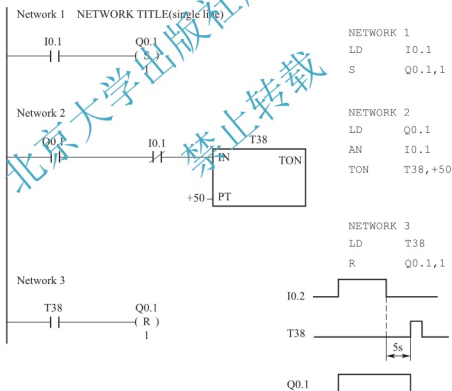 Network 1 NETWORK TITLE(single line)
I0.1
Q0.1
( S )
1
NETWORK 1
LD I0.1
S Q0.1,1
Network 2
Q0.1
I0.1
T38
IN TON
+50 PT
NETWORK 2
LD Q0.1
AN I0.1
TON T38,+50
Network 3
T38
Q0.1
( R )
1
NETWORK 3
LD T38
R Q0.1,1
I0.2
T38
5s
Q0.1
北京大学出版社
禁止转载